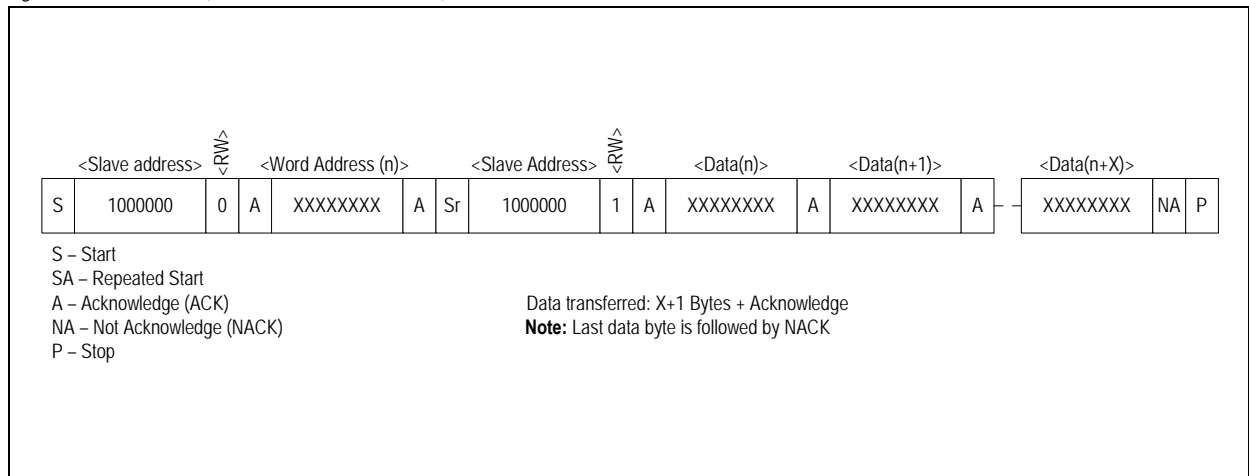 <Slave address> <RW> <Word Address (n)> <Slave Address> <RW> <Data(n)> <Data(n+1)> <Data(n+X)>
S 1000000 0 A XXXXXXXX A Sr 1000000 1 A XXXXXXXX A XXXXXXXX A XXXXXXXX NA P
S – Start
SA – Repeated Start
A – Acknowledge (ACK)
NA – Not Acknowledge (NACK)
P – Stop
Data transferred: X+1 Bytes + Acknowledge
Note: Last data byte is followed by NACK